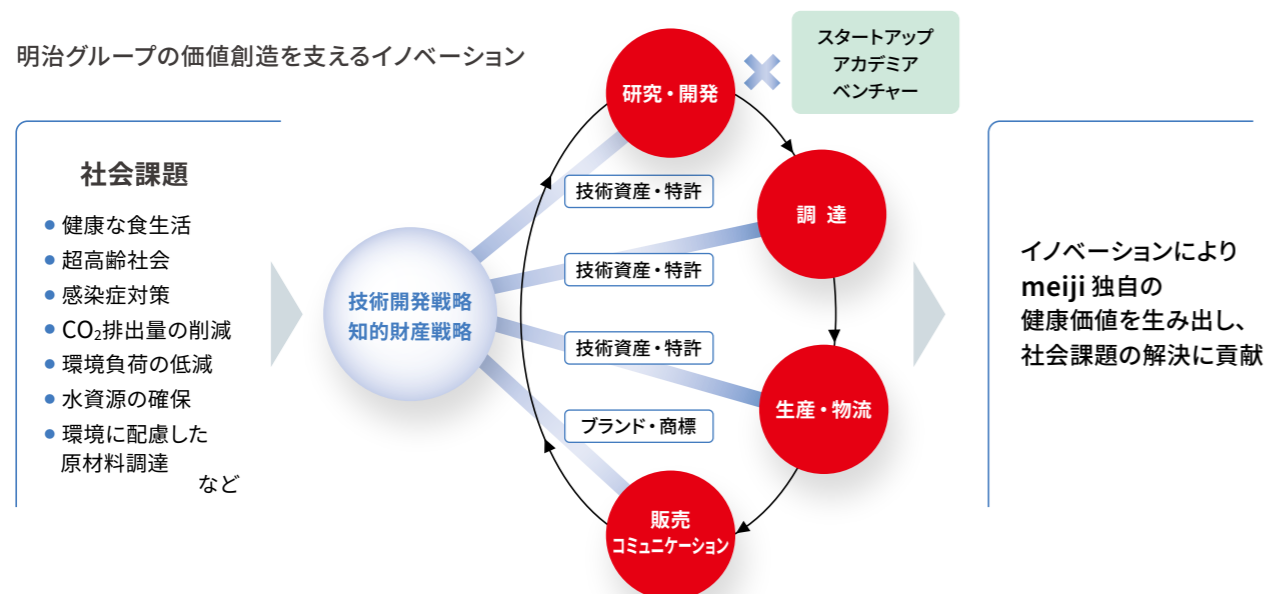 明治グループの価値創造を支えるイノベーション
社会課題
• 健康な食生活
• 超高齢社会
• 感染症対策
• CO₂排出量の削減
• 環境負荷の低減
• 水資源の確保
• 環境に配慮した
原材料調達
など
技術開発戦略
知的財産戦略
研究・開発
スタートアップ
アカデミア
ベンチャー
技術資産・特許
調 達
技術資産・特許
技術資産・特許
生産・物流
ブランド・商標
販売
コミュニケーション
イノベーションにより
meiji 独自の
健康価値を生み出し、
社会課題の解決に貢献